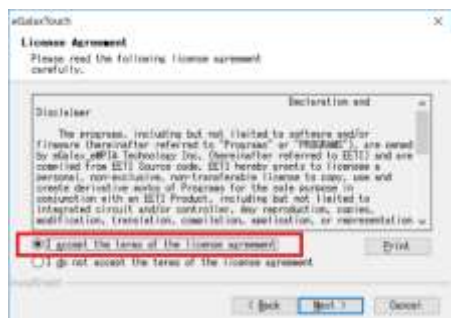 eGalaxTouch
License Agreement
Please read the following license agreement
carefully.
Declaration and
Disclaimer
The programs, including but not limited to software and/or
firmware (hereinafter referred to "Programs" or "PROGRAMS"), are owned
by eGalax_eMPIA Technology Inc. (hereinafter referred to EETI) and are
compiled from EETI Source code. EETI hereby grants to licensee a
personal, non-exclusive, non-transferable license to copy, use and
create derivative works of Programs for the sale purpose in
conjunction with an EETI Product, including but not limited to
integrated circuit and/or controller. Any reproduction, copies,
modification, translation, compilation, application, or representation
I accept the terms of the license agreement
Print
I do not accept the terms of the license agreement
InstallShield
< Back
Next >
Cancel